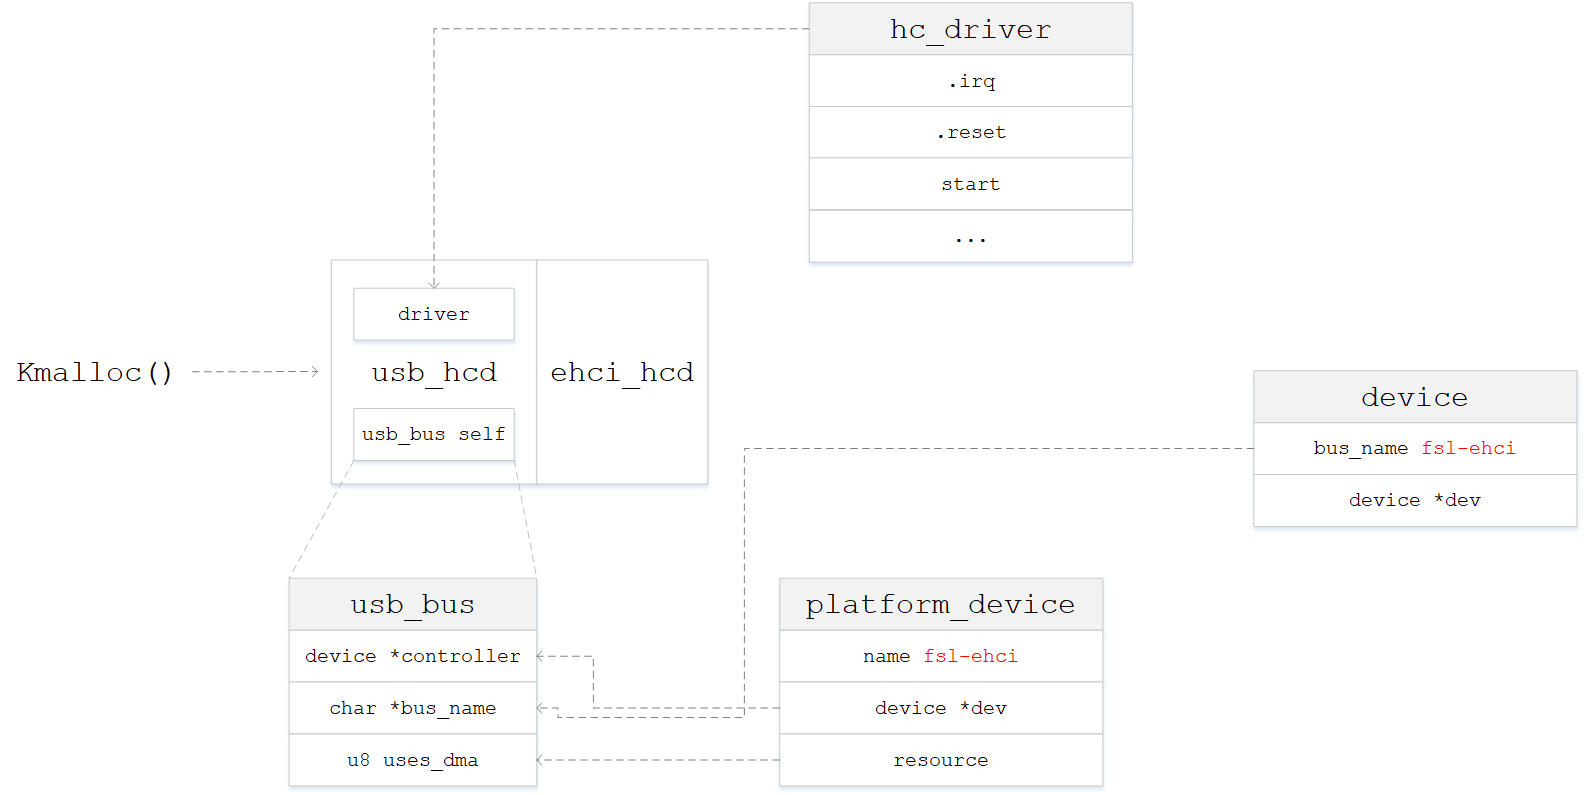 hc_driver
.irq
.reset
start
...
driver
Kmalloc()
usb_hcd
ehci_hcd
usb_bus self
device
bus_name fsl-ehci
device *dev
usb_bus
device *controller
char *bus_name
u8 uses_dma
platform_device
name fsl-ehci
device *dev
resource